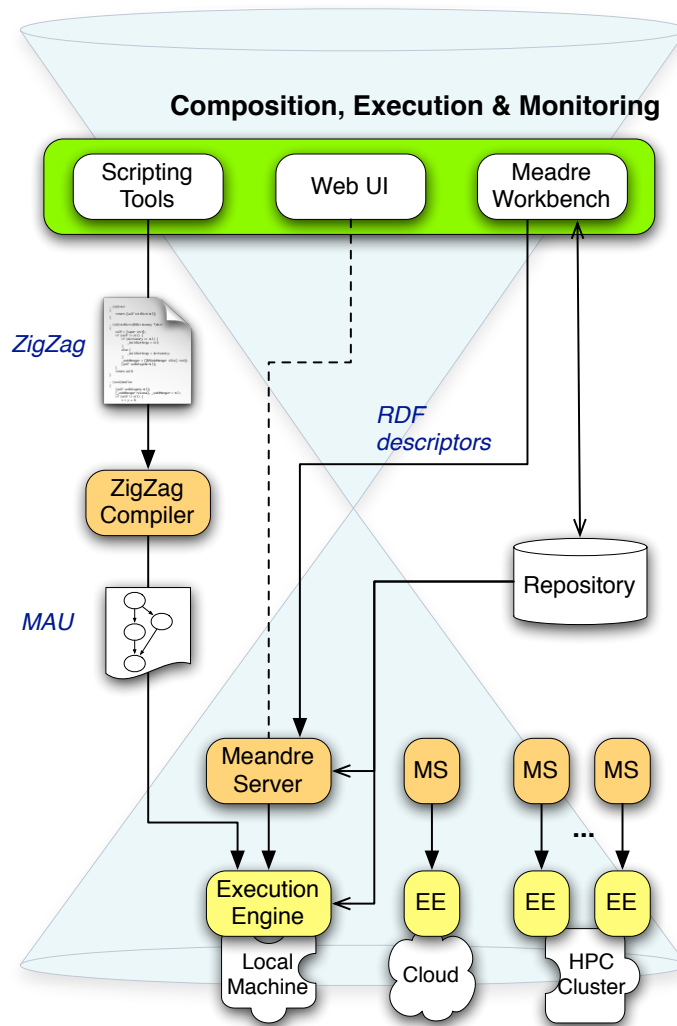 Composition, Execution & Monitoring
Scripting
Tools
Web UI
Meadre
Workbench
ZigZag
RDF
descriptors
ZigZag
Compiler
Repository
MAU
Meandre
Server
MS
MS
MS
...
Execution
Engine
EE
EE
EE
Local
Machine
Cloud
HPC
Cluster